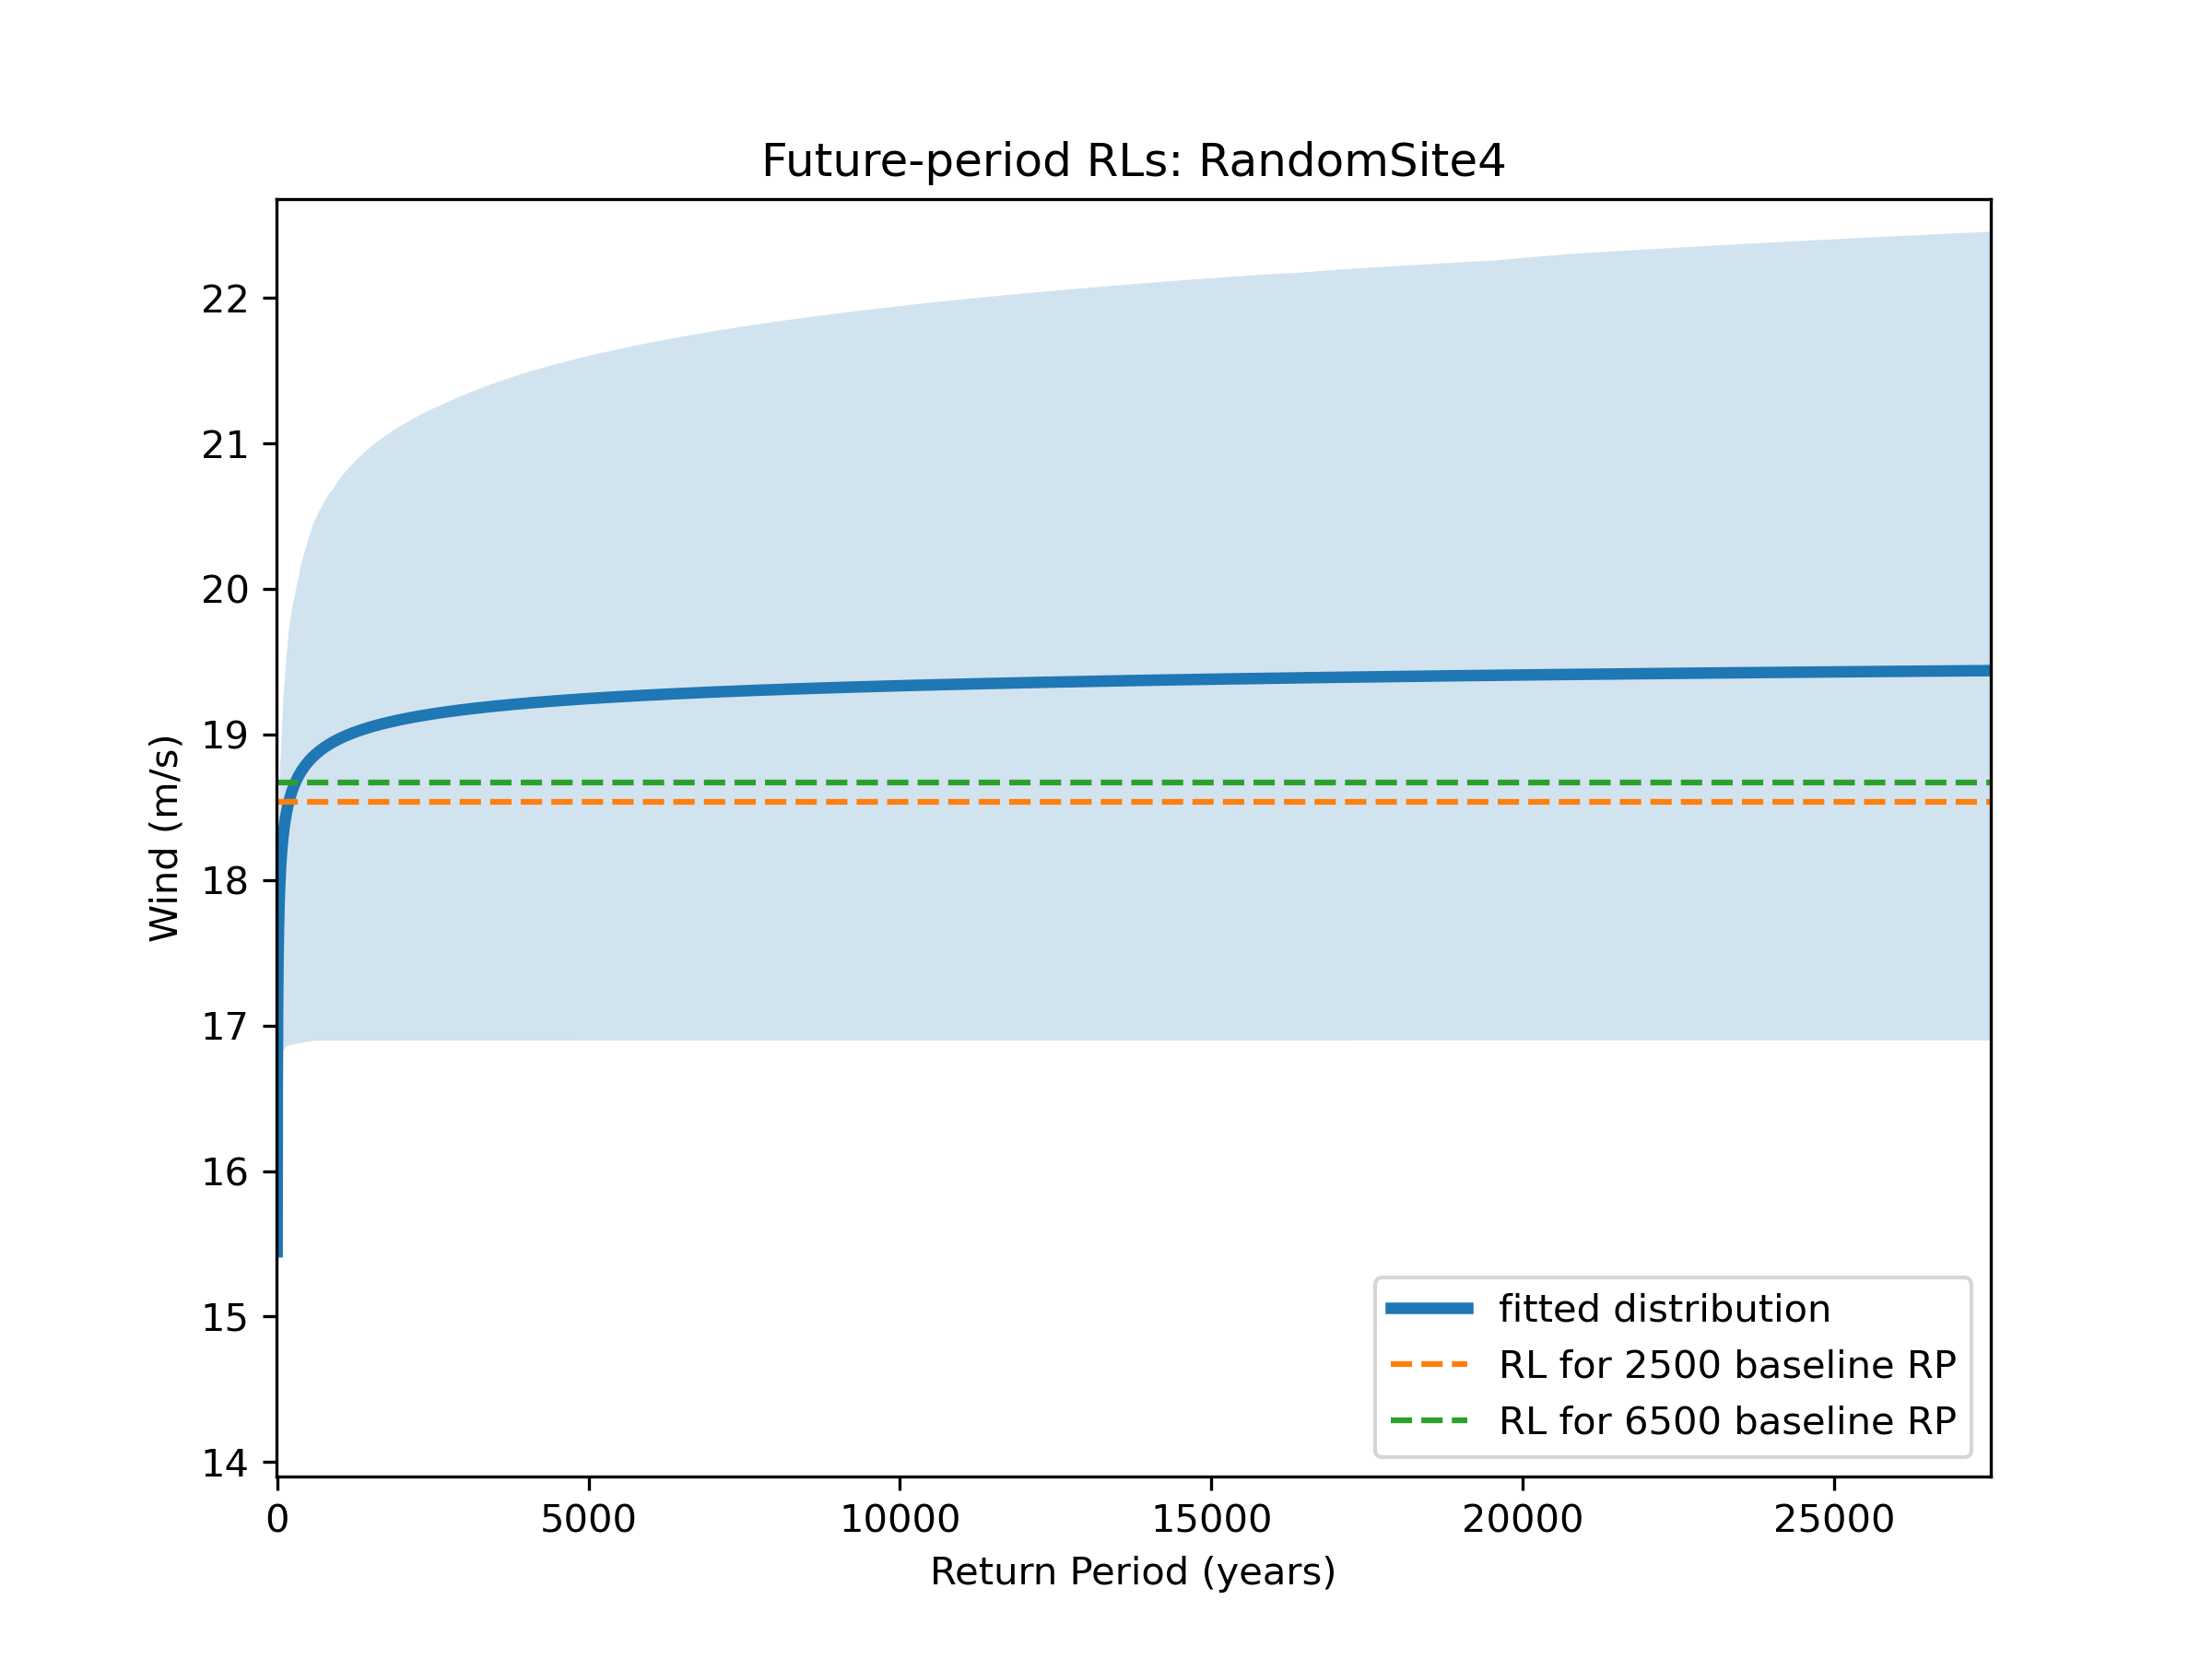 Future-period RLs: RandomSite4
Wind (m/s)
22
21
20
19
18
17
16
15
14
0 5000 10000 15000 20000 25000
Return Period (years)
fitted distribution
RL for 2500 baseline RP
RL for 6500 baseline RP